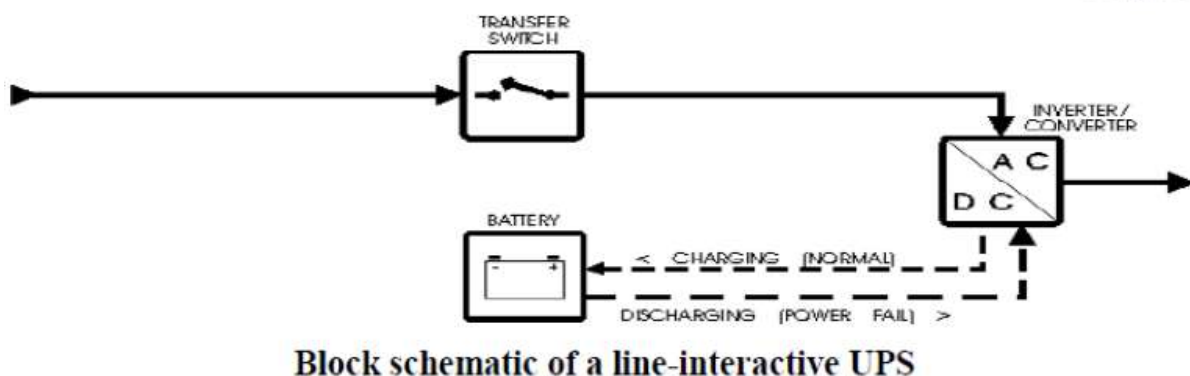 TRANSFER
SWITCH
INVERTER/
CONVERTER
A C
D C
BATTERY
- +
< CHARGING (NORMAL)
DISCHARGING (POWER FAIL) >
Block schematic of a line-interactive UPS